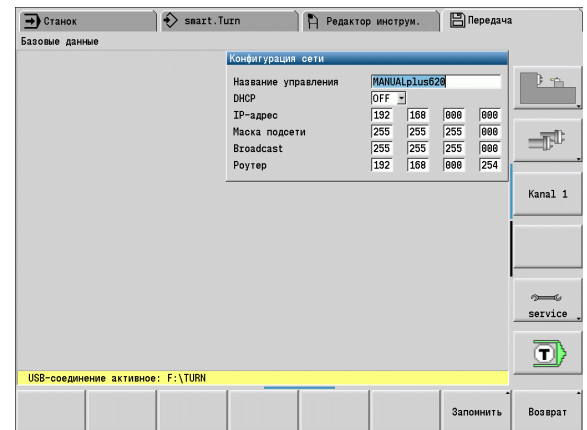 Станок smart.Turn Редактор инструм. Передача
Базовые данные
Конфигурация сети
Название управления MANUALplus620
DHCP OFF
IP-адрес 192 168 000 000
Маска подсети 255 255 255 000
Broadcast 255 255 255 000
Роутер 192 168 000 254
Kanal 1
service
T
USB-соединение активное: F:\TURN
Запомнить Возврат